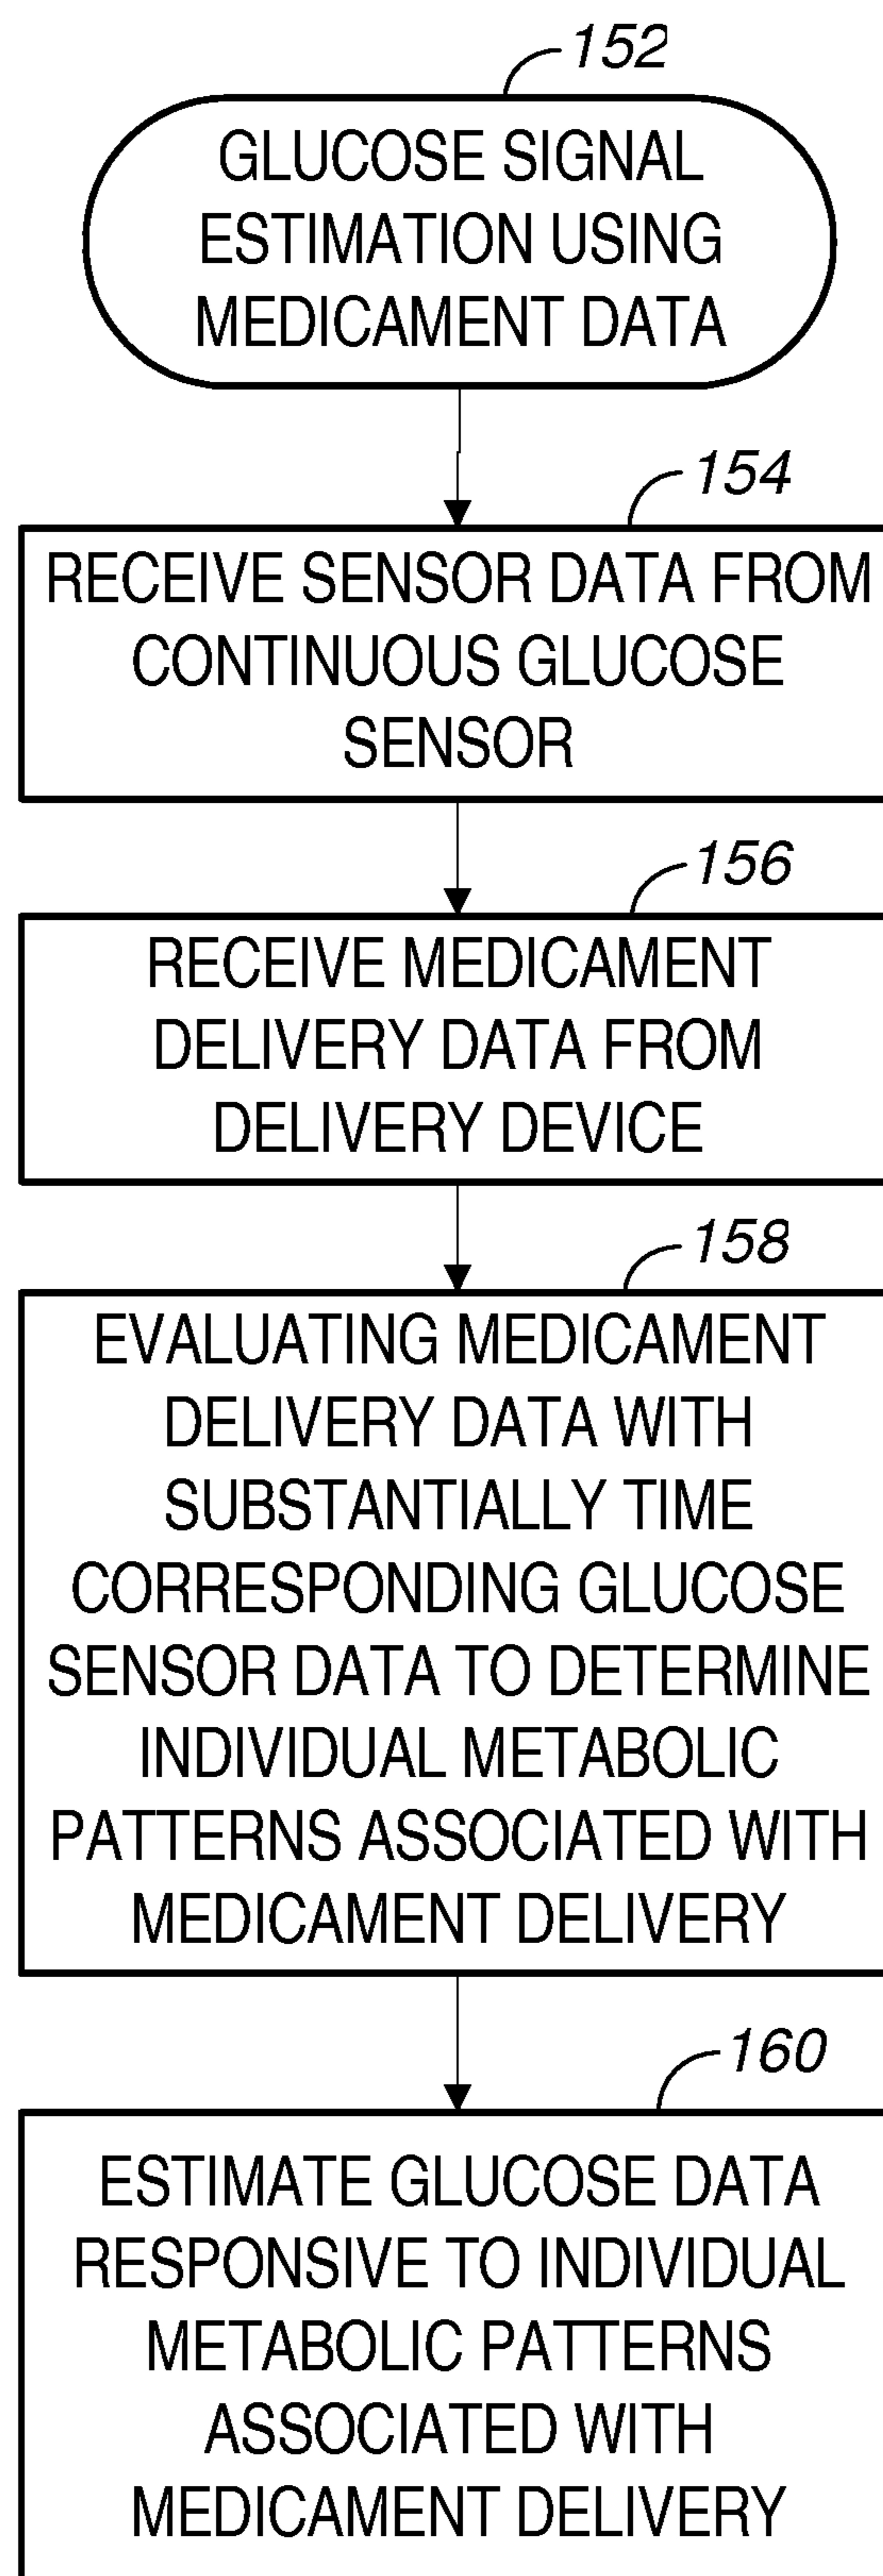 152
GLUCOSE SIGNAL
ESTIMATION USING
MEDICAMENT DATA
154
RECEIVE SENSOR DATA FROM
CONTINUOUS GLUCOSE
SENSOR
156
RECEIVE MEDICAMENT
DELIVERY DATA FROM
DELIVERY DEVICE
158
EVALUATING MEDICAMENT
DELIVERY DATA WITH
SUBSTANTIALLY TIME
CORRESPONDING GLUCOSE
SENSOR DATA TO DETERMINE
INDIVIDUAL METABOLIC
PATTERNS ASSOCIATED WITH
MEDICAMENT DELIVERY
160
ESTIMATE GLUCOSE DATA
RESPONSIVE TO INDIVIDUAL
METABOLIC PATTERNS
ASSOCIATED WITH
MEDICAMENT DELIVERY